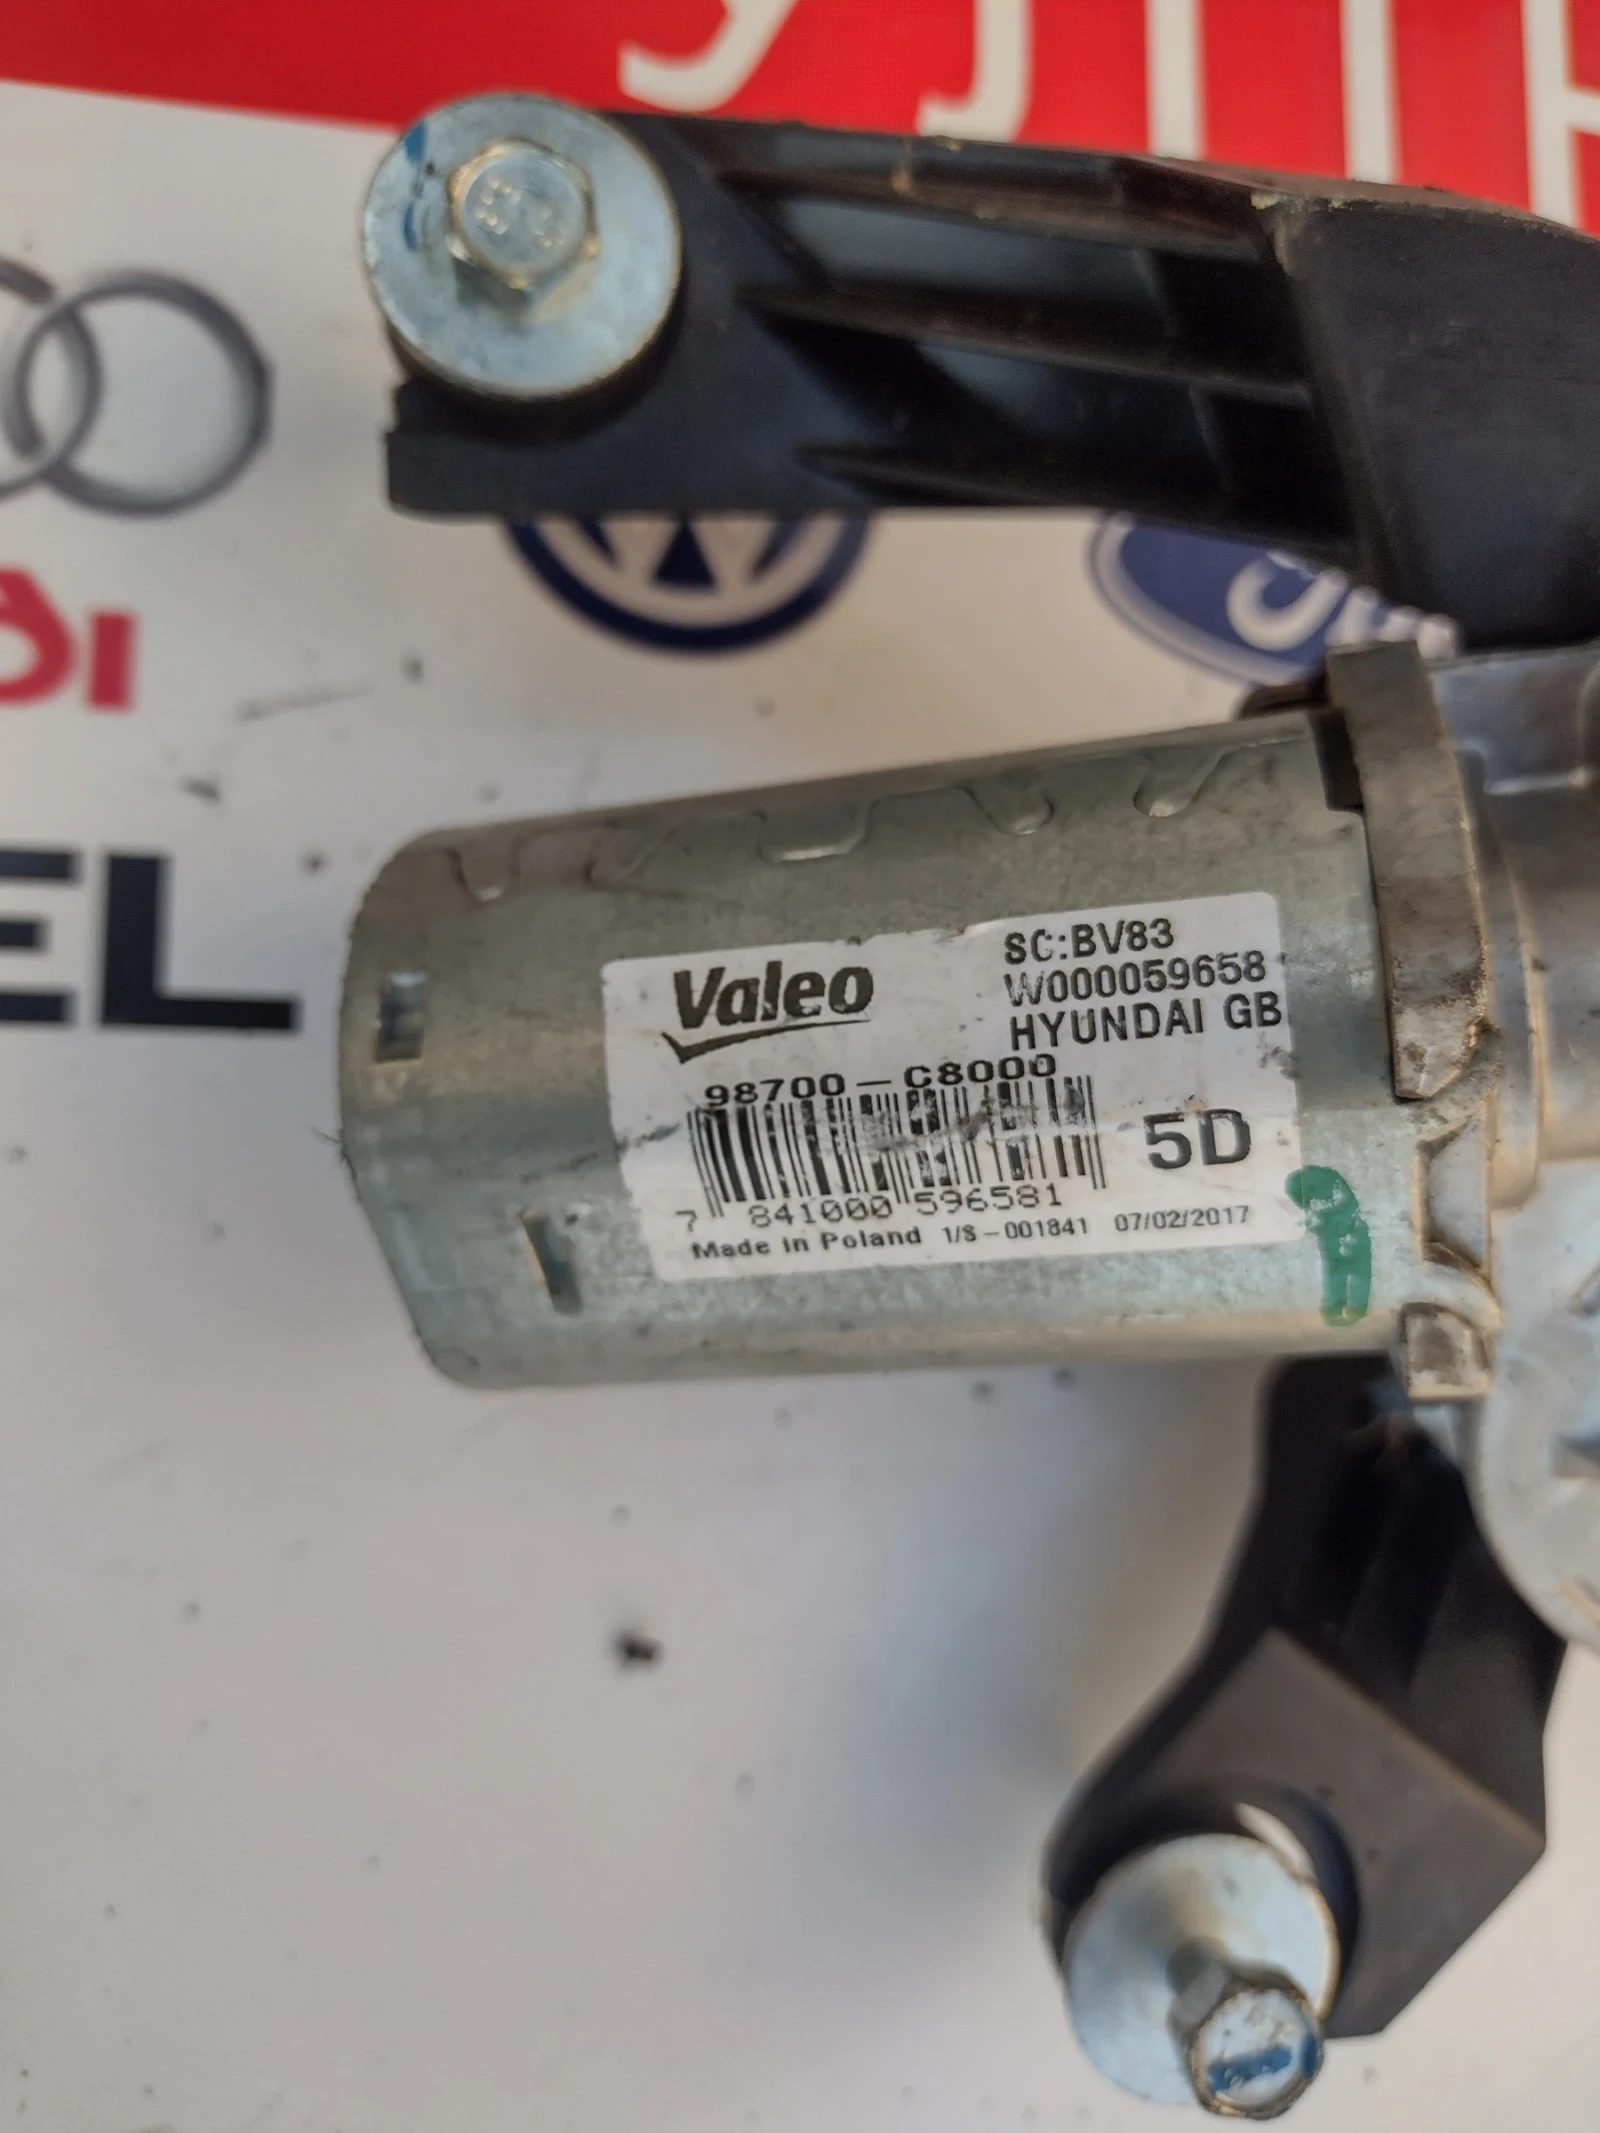 Valeo
SC:BV83
W000059658
HYUNDAI GB
98700-C8000
5D
7 841000 596581
Made in Poland 1/S-001841 07/02/2017